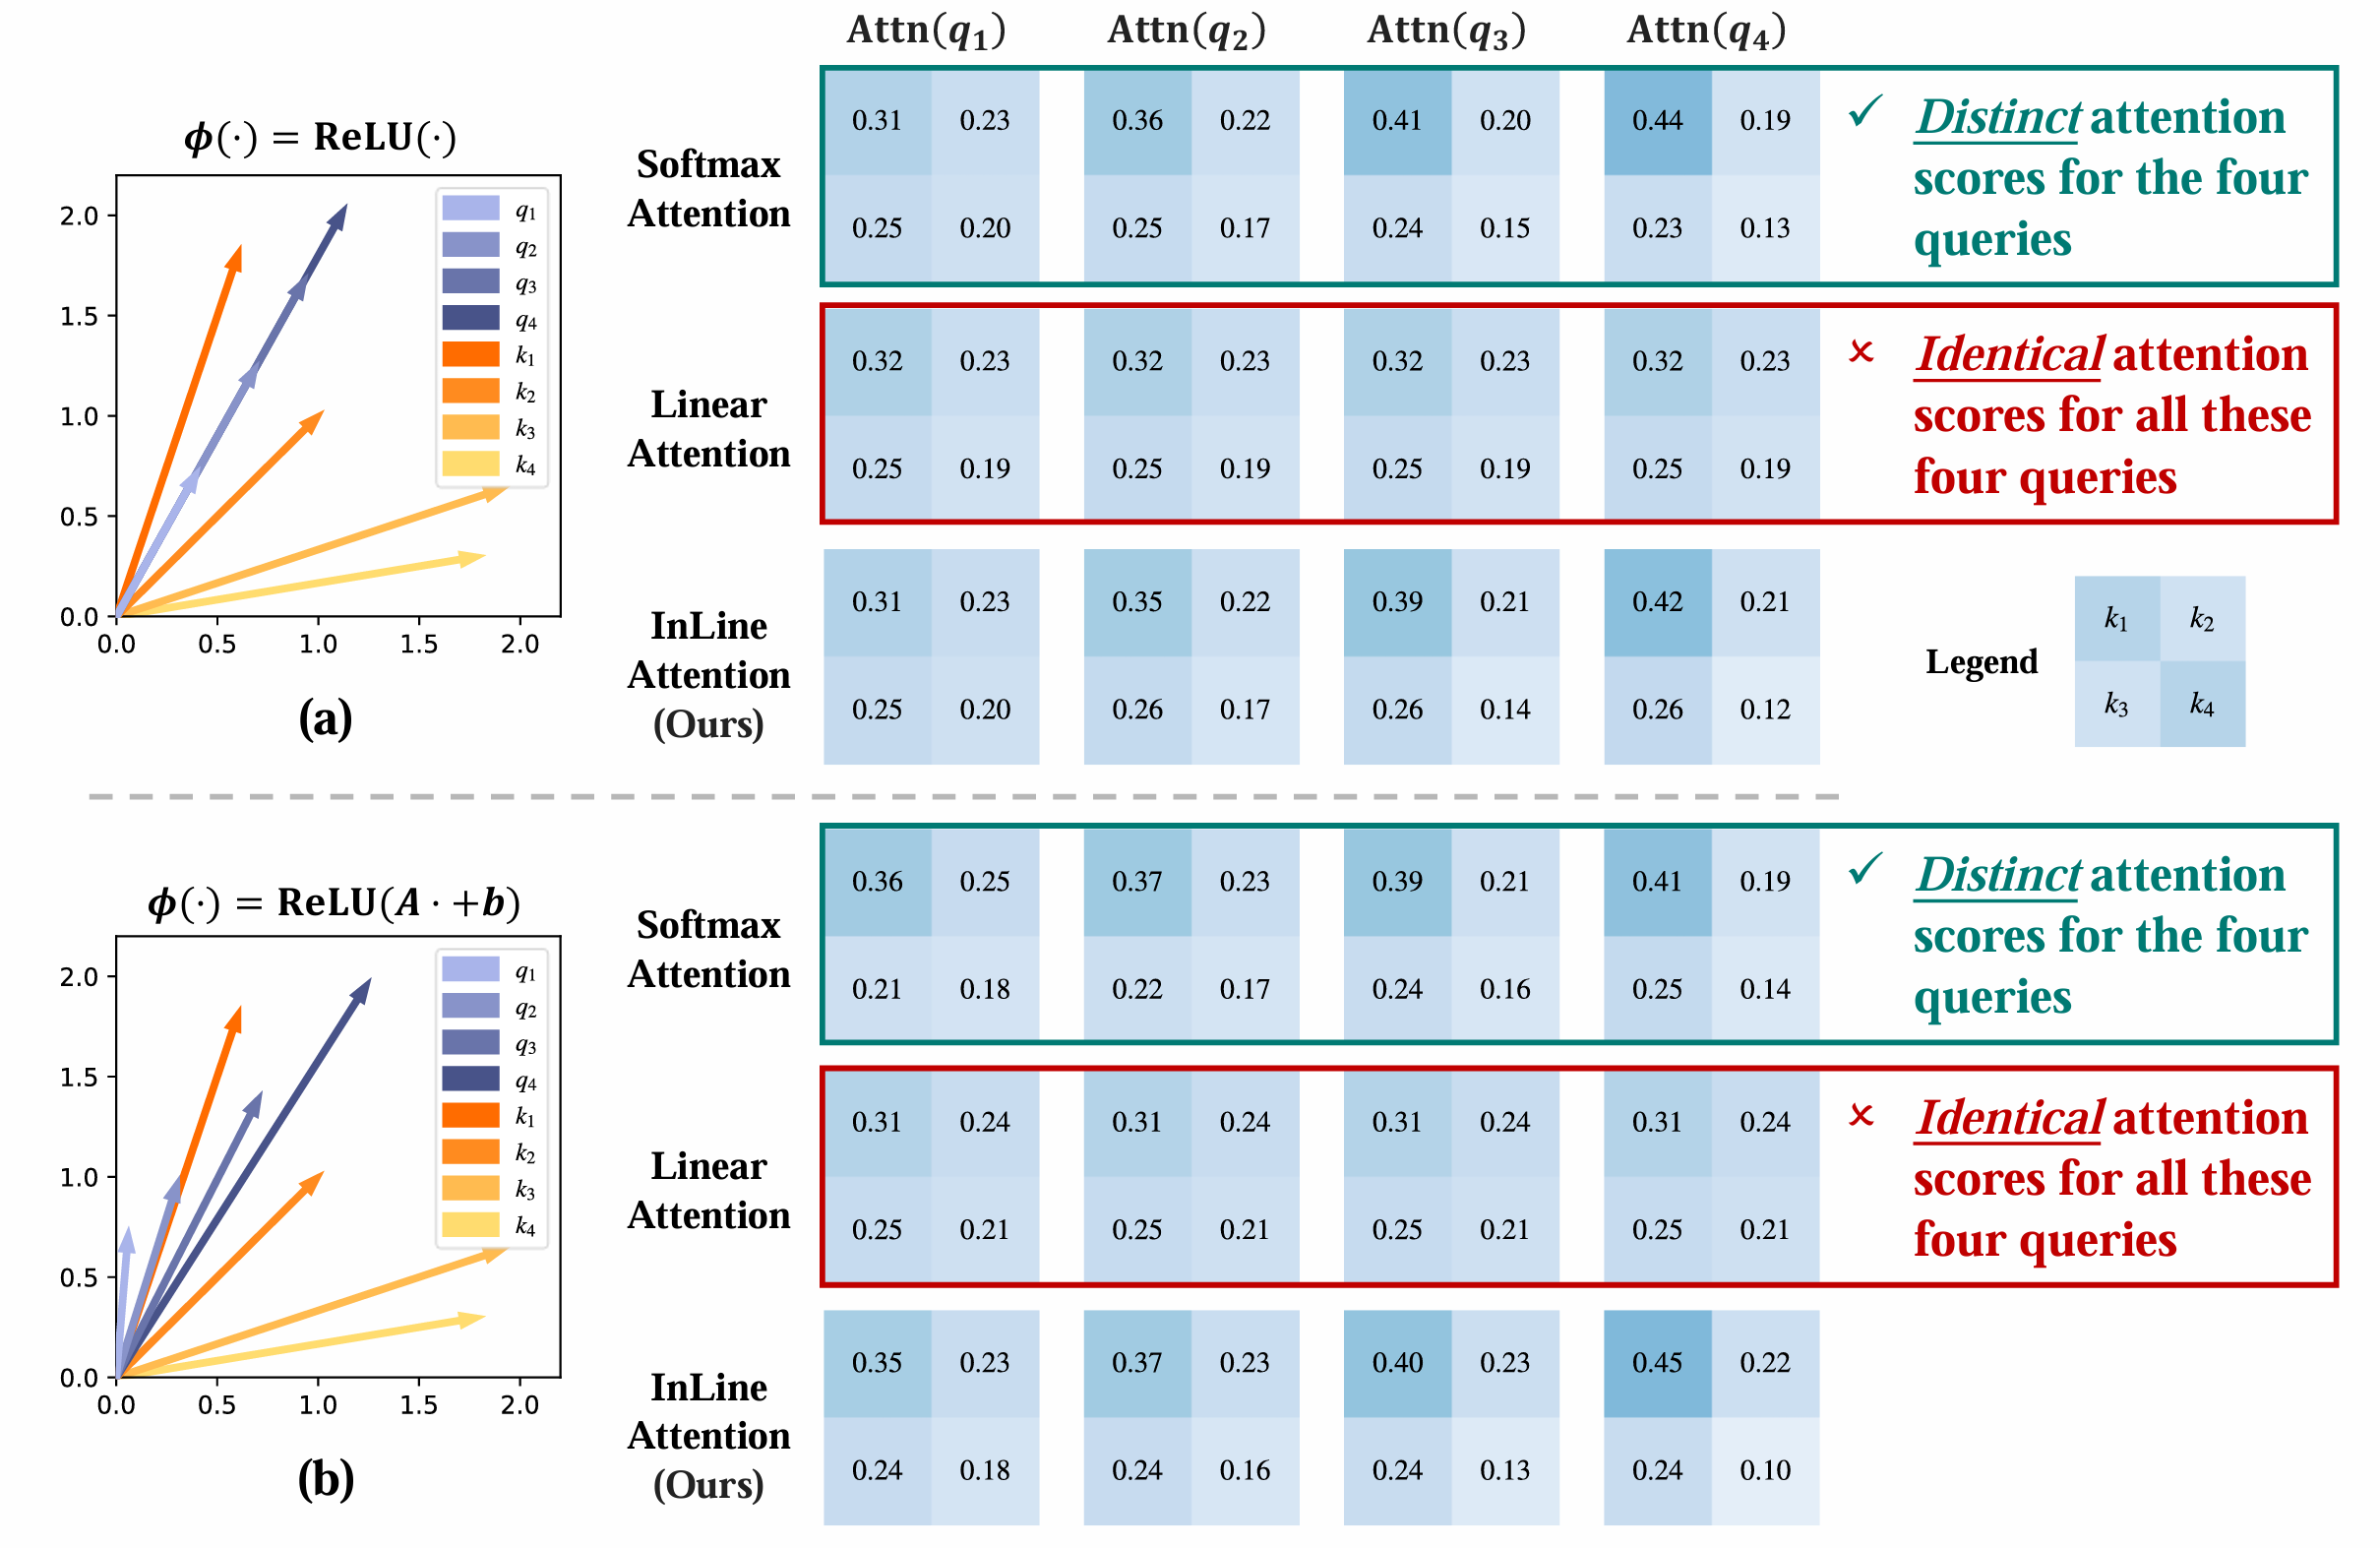 Attn(q₁) Attn(q₂) Attn(q₃) Attn(q₄)
ϕ(·) = ReLU(·)
2.0
1.5
1.0
0.5
0.0
0.0 0.5 1.0 1.5 2.0
q₁
q₂
q₃
q₄
k₁
k₂
k₃
k₄
(a)
Softmax
Attention
0.31 0.23 0.36 0.22 0.41 0.20 0.44 0.19
0.25 0.20 0.25 0.17 0.24 0.15 0.23 0.13
✓ Distinct attention
scores for the four
queries
Linear
Attention
0.32 0.23 0.32 0.23 0.32 0.23 0.32 0.23
0.25 0.19 0.25 0.19 0.25 0.19 0.25 0.19
✗ Identical attention
scores for all these
four queries
InLine
Attention
(Ours)
0.31 0.23 0.35 0.22 0.39 0.21 0.42 0.21
0.25 0.20 0.26 0.17 0.26 0.14 0.26 0.12
Legend
k₁ k₂
k₃ k₄
ϕ(·) = ReLU(A · +b)
2.0
1.5
1.0
0.5
0.0
0.0 0.5 1.0 1.5 2.0
q₁
q₂
q₃
q₄
k₁
k₂
k₃
k₄
(b)
Softmax
Attention
0.36 0.25 0.37 0.23 0.39 0.21 0.41 0.19
0.21 0.18 0.22 0.17 0.24 0.16 0.25 0.14
✓ Distinct attention
scores for the four
queries
Linear
Attention
0.31 0.24 0.31 0.24 0.31 0.24 0.31 0.24
0.25 0.21 0.25 0.21 0.25 0.21 0.25 0.21
✗ Identical attention
scores for all these
four queries
InLine
Attention
(Ours)
0.35 0.23 0.37 0.23 0.40 0.23 0.45 0.22
0.24 0.18 0.24 0.16 0.24 0.13 0.24 0.10